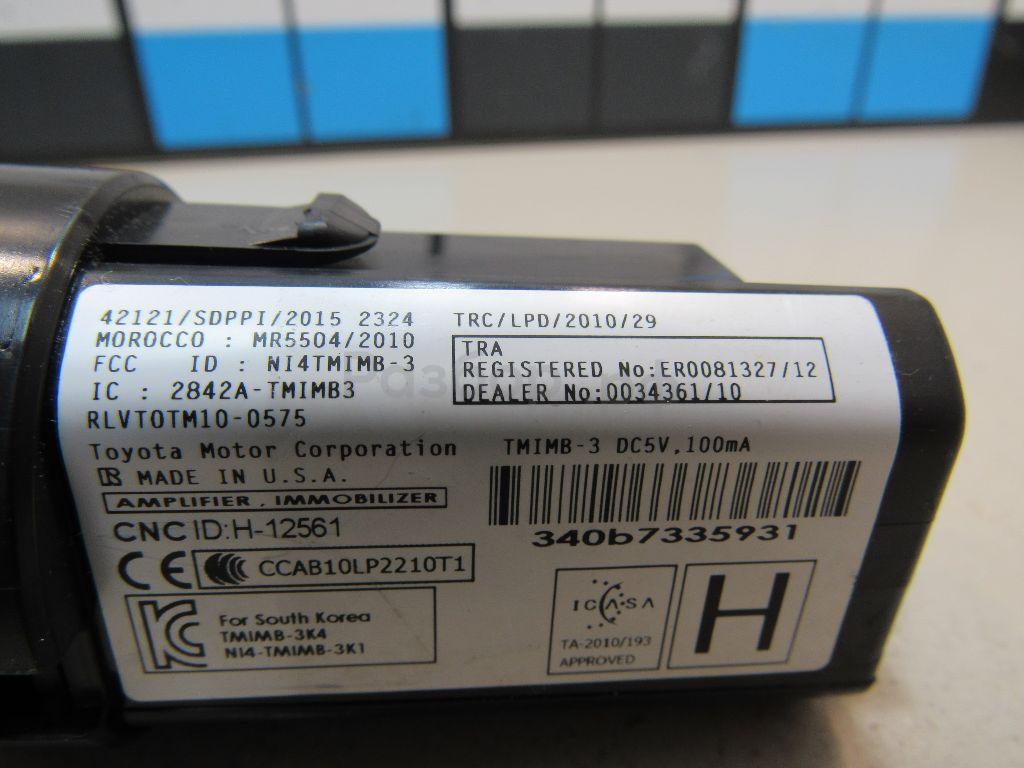 42121/SDPPI/2015 2324
MOROCCO : MR5504/2010
FCC ID : NI4TMIMB-3
IC : 2842A-TMIMB3
RLVTOTM10-0575
TRC/LPD/2010/29
TRA
REGISTERED No:ER0081327/12
DEALER No:0034361/10
Toyota Motor Corporation
TMIMB-3 DC5V,100mA
R MADE IN U.S.A.
AMPLIFIER, IMMOBILIZER
CNC ID:H-12561
340b7335931
CE
CCC
CCAB10LP2210T1
KC
For South Korea
TMIMB-3K4
NI4-TMIMB-3K1
ICASA
TA-2010/193
APPROVED
H